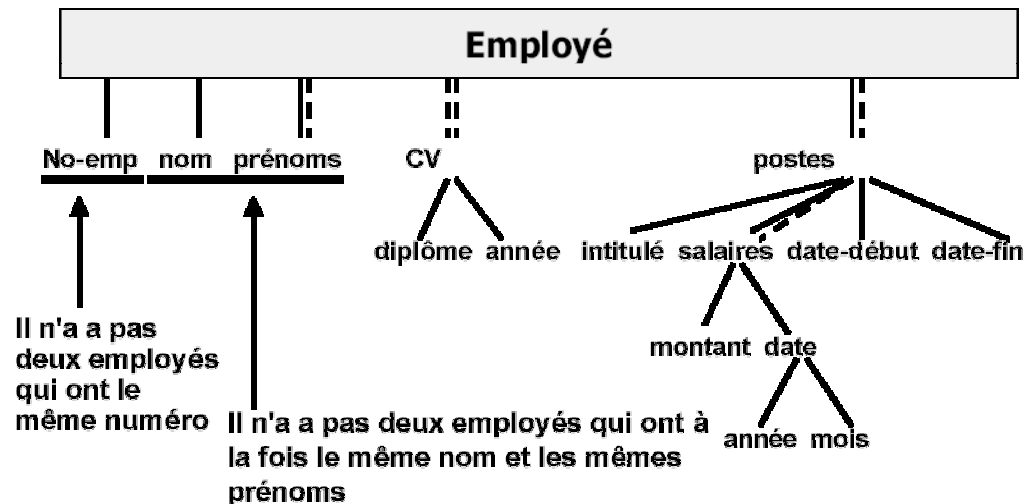 Employé
No-emp nom prénoms CV postes
diplôme année intitulé salaires date-début date-fin
montant date
année mois
Il n'a a pas
deux employés
qui ont le
même numéro
Il n'a a pas deux employés qui ont à
la fois le même nom et les mêmes
prénoms